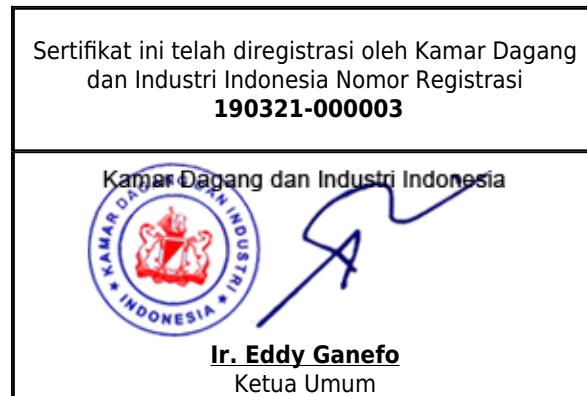 Sertifikat ini telah diregistrasi oleh Kamar Dagang
dan Industri Indonesia Nomor Registrasi
190321-000003
Kamar Dagang dan Industri Indonesia
KAMAR DAGANG DAN INDUSTRI
INDONESIA
Ir. Eddy Ganefo
Ketua Umum